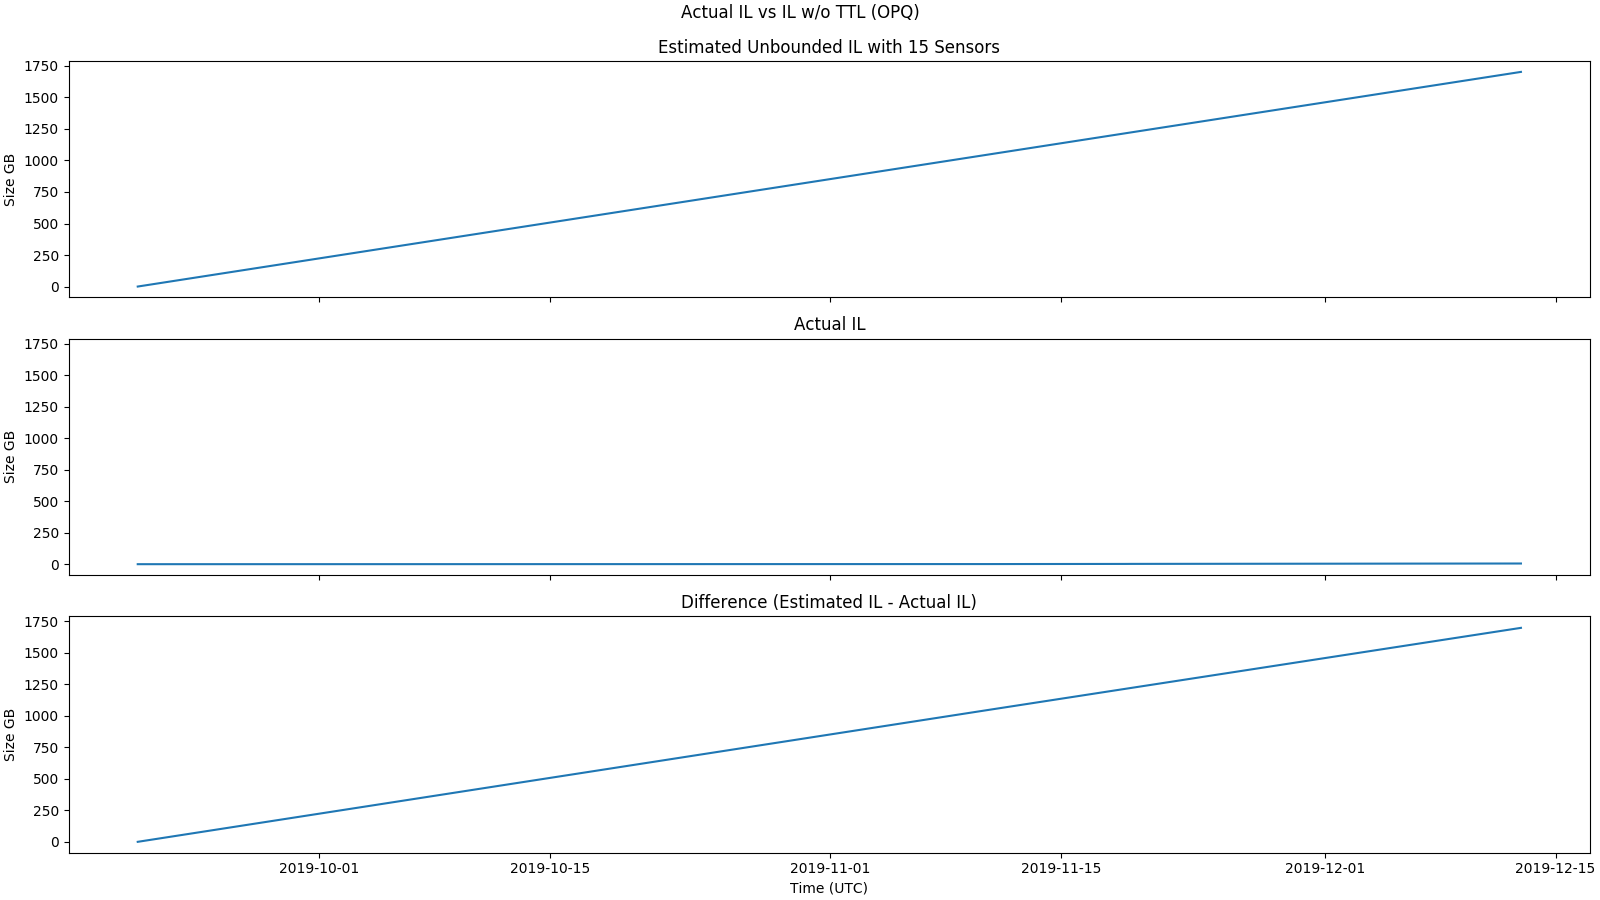 Actual IL vs IL w/o TTL (OPQ)
Estimated Unbounded IL with 15 Sensors
1750
1500
1250
1000
750
500
250
0
Size GB
Actual IL
1750
1500
1250
1000
750
500
250
0
Size GB
Difference (Estimated IL - Actual IL)
1750
1500
1250
1000
750
500
250
0
Size GB
2019-10-01 2019-10-15 2019-11-01 2019-11-15 2019-12-01 2019-12-15
Time (UTC)